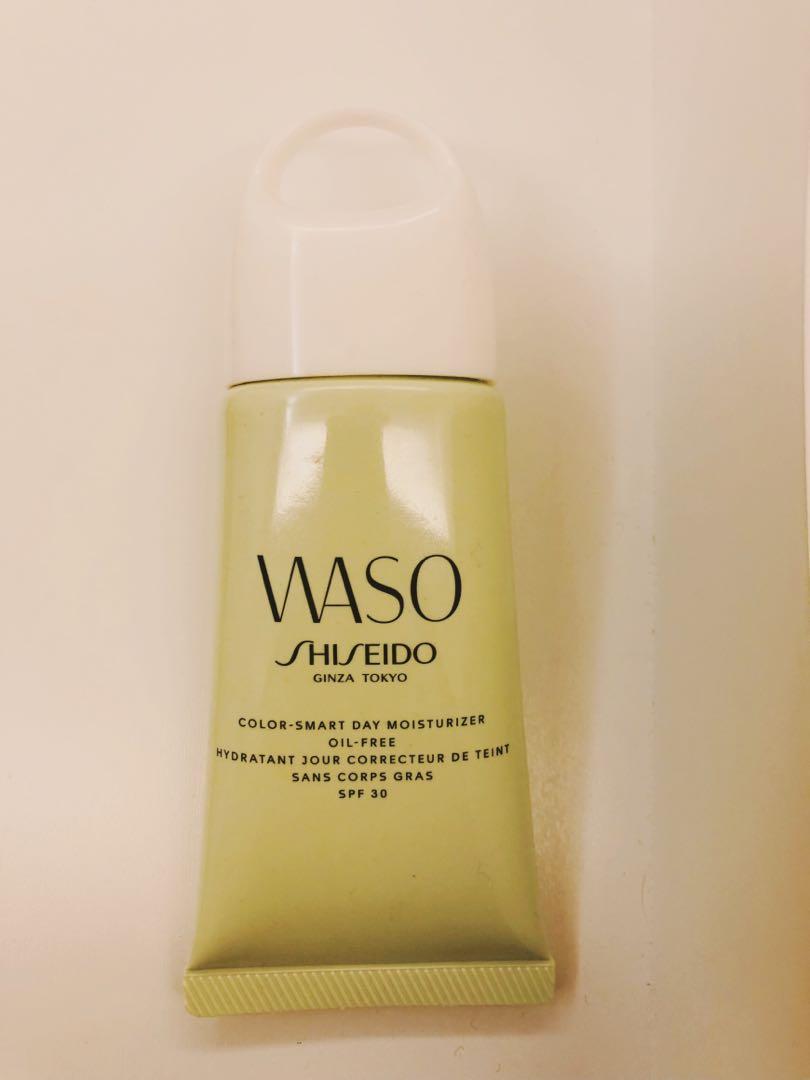 WASO
SHISEIDO
GINZA TOKYO
COLOR-SMART DAY MOISTURIZER
OIL-FREE
HYDRATANT JOUR CORRECTEUR DE TEINT
SANS CORPS GRAS
SPF 30